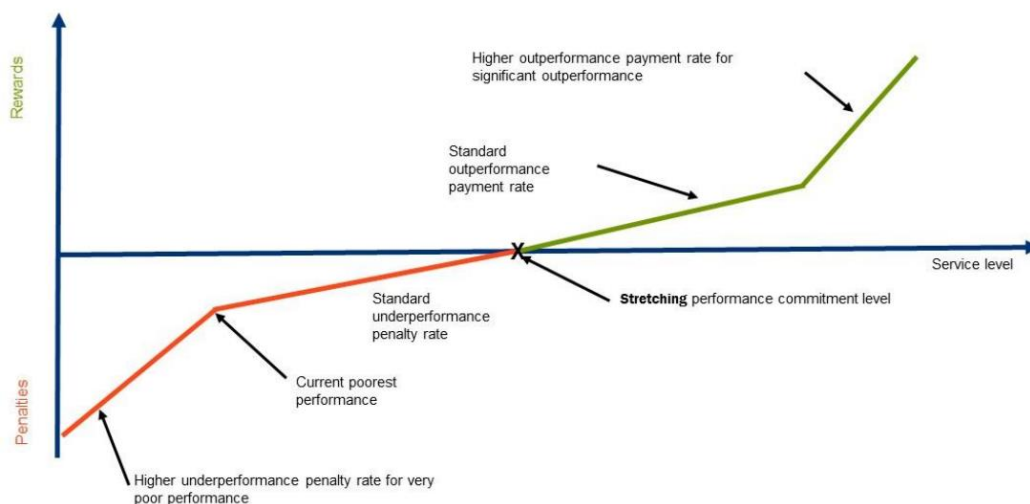 Rewards
Higher outperformance payment rate for
significant outperformance
Standard
outperformance
payment rate
X
Service level
Stretching performance commitment level
Standard
underperformance
penalty rate
Current poorest
performance
Penalties
Higher underperformance penalty rate for very
poor performance